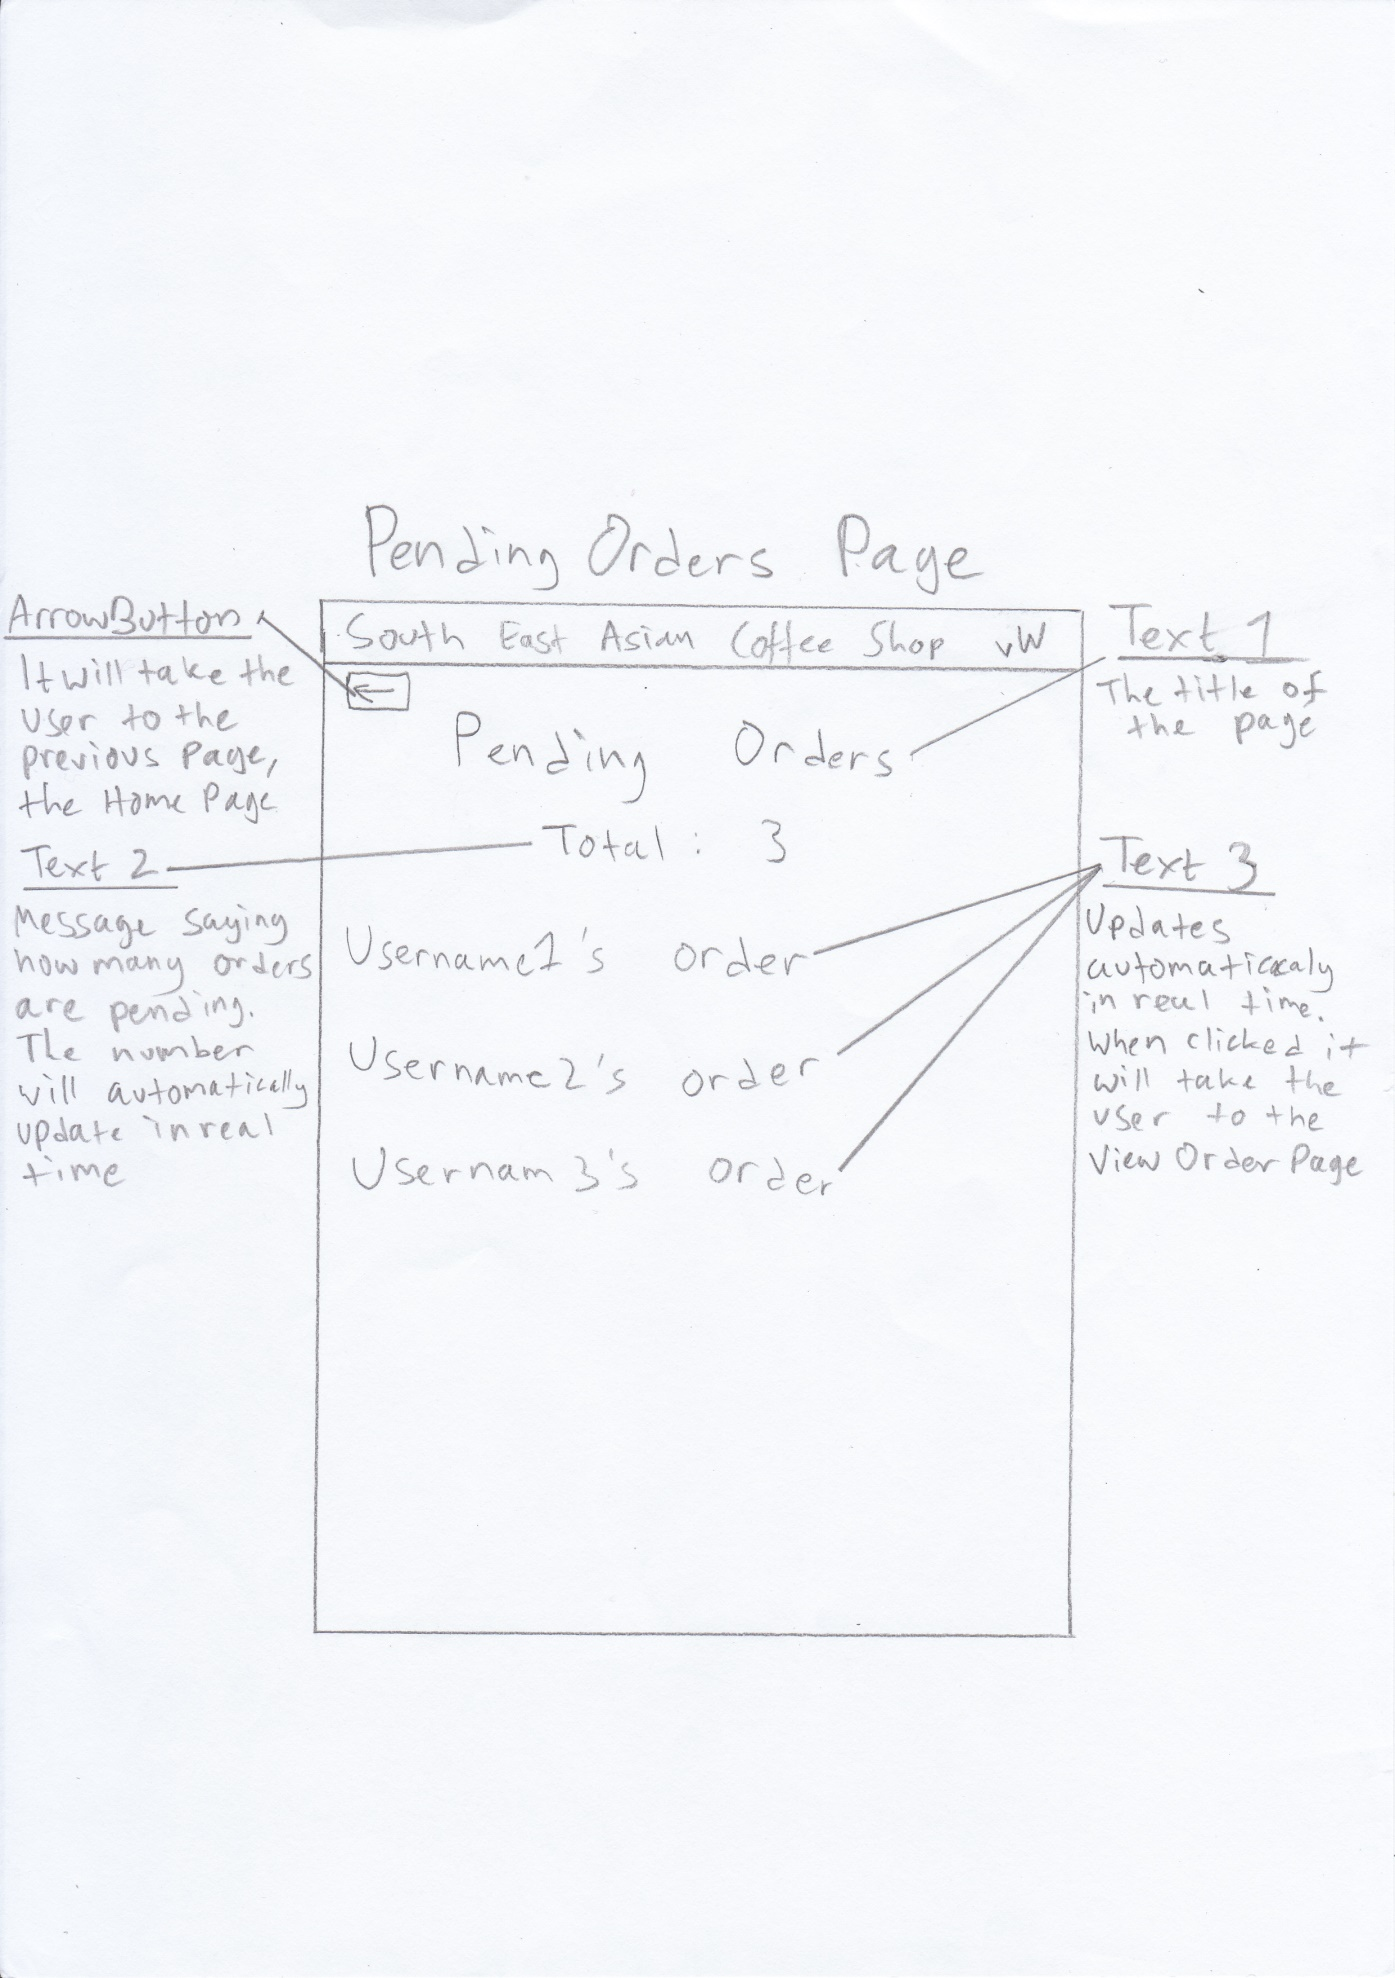 Pending Orders Page
ArrowButton
It will take the
user to the
previous Page,
the Home Page
Text 2
Message saying
how many orders
are pending.
The number
will automatically
update in real
time
South East Asian Coffee Shop vW
←
Pending Orders
Total : 3
Username1's order
Username2's order
Usernam 3's order
Text 1
The title of
the page
Text 3
Updates
in real time.
When clicked it
will take the
user to the
View Order Page